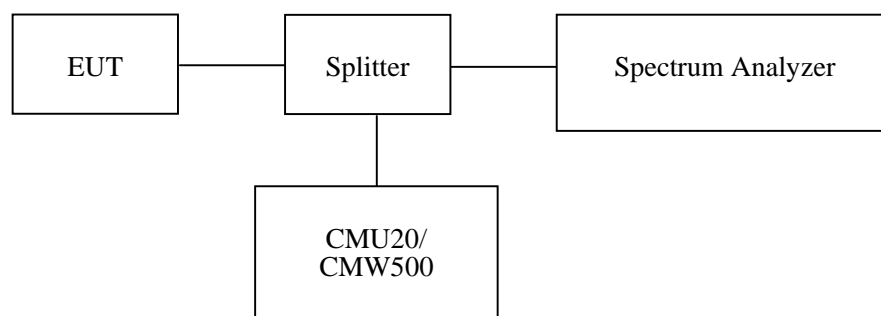 EUT
Splitter
Spectrum Analyzer
CMU20/
CMW500